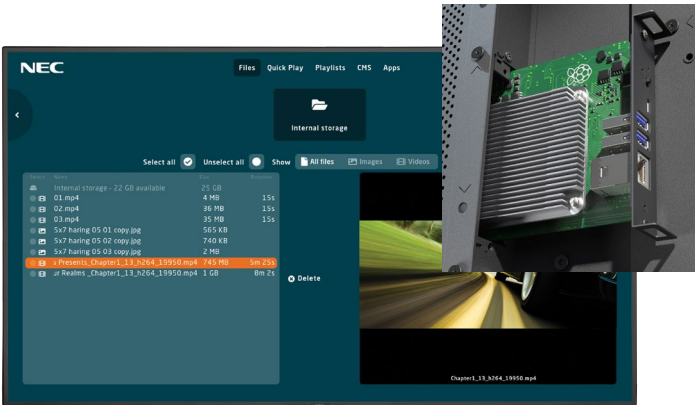 NEC
Files Quick Play Playlists CMS Apps
Internal storage
Select all Unselect all Show All files Images Videos
Select Name Size Duration
Internal storage - 22 GB available 25 GB
01.mp4 4 MB 15s
02.mp4 36 MB 15s
03.mp4 35 MB 15s
5x7 haring 05 01 copy.jpg 565 KB
5x7 haring 05 02 copy.jpg 740 KB
5x7 haring 05 03 copy.jpg 2 MB
Presents_Chapter1_13_h264_19950.mp4 745 MB 5m 25s
Realms _Chapter1_13_h264_19950.mp4 1 GB 8m 2s
Delete
Chapter1_13_h264_19950.mp4